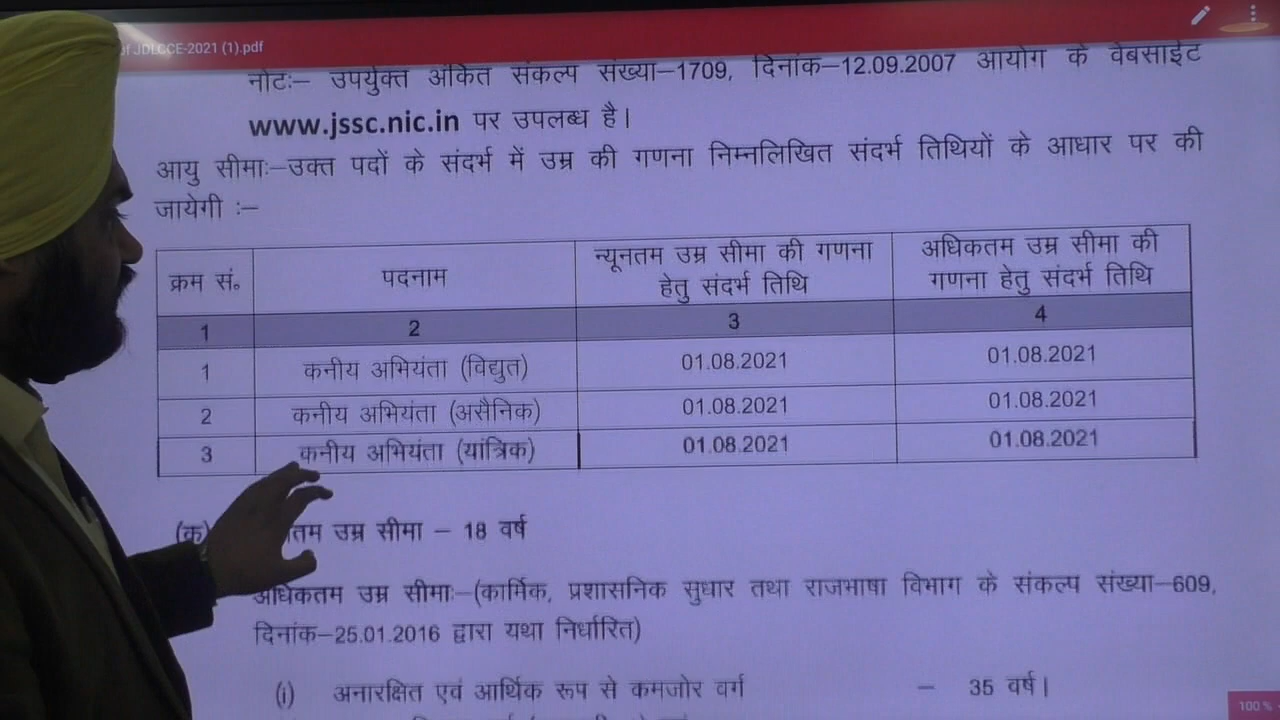 of JDLCCE-2021 (1).pdf
नोटः– उपर्युक्त अंकित संकल्प संख्या–1709, दिनांक–12.09.2007 आयोग के वेबसाईट
www.jssc.nic.in पर उपलब्ध है।
आयु सीमाः–उक्त पदों के संदर्भ में उम्र की गणना निम्नलिखित संदर्भ तिथियों के आधार पर की
जायेगी :–
क्रम सं० पदनाम न्यूनतम उम्र सीमा की गणना हेतु संदर्भ तिथि अधिकतम उम्र सीमा की गणना हेतु संदर्भ तिथि
1 2 3 4
1 कनीय अभियंता (विद्युत) 01.08.2021 01.08.2021
2 कनीय अभियंता (असैनिक) 01.08.2021 01.08.2021
3 कनीय अभियंता (यांत्रिक) 01.08.2021 01.08.2021
(क) उम्र सीमा – 18 वर्ष
अधिकतम उम्र सीमाः–(कार्मिक, प्रशासनिक सुधार तथा राजभाषा विभाग के संकल्प संख्या–609,
दिनांक–25.01.2016 द्वारा यथा निर्धारित)
(i) अनारक्षित एवं आर्थिक रूप से कमजोर वर्ग – 35 वर्ष।
100 %